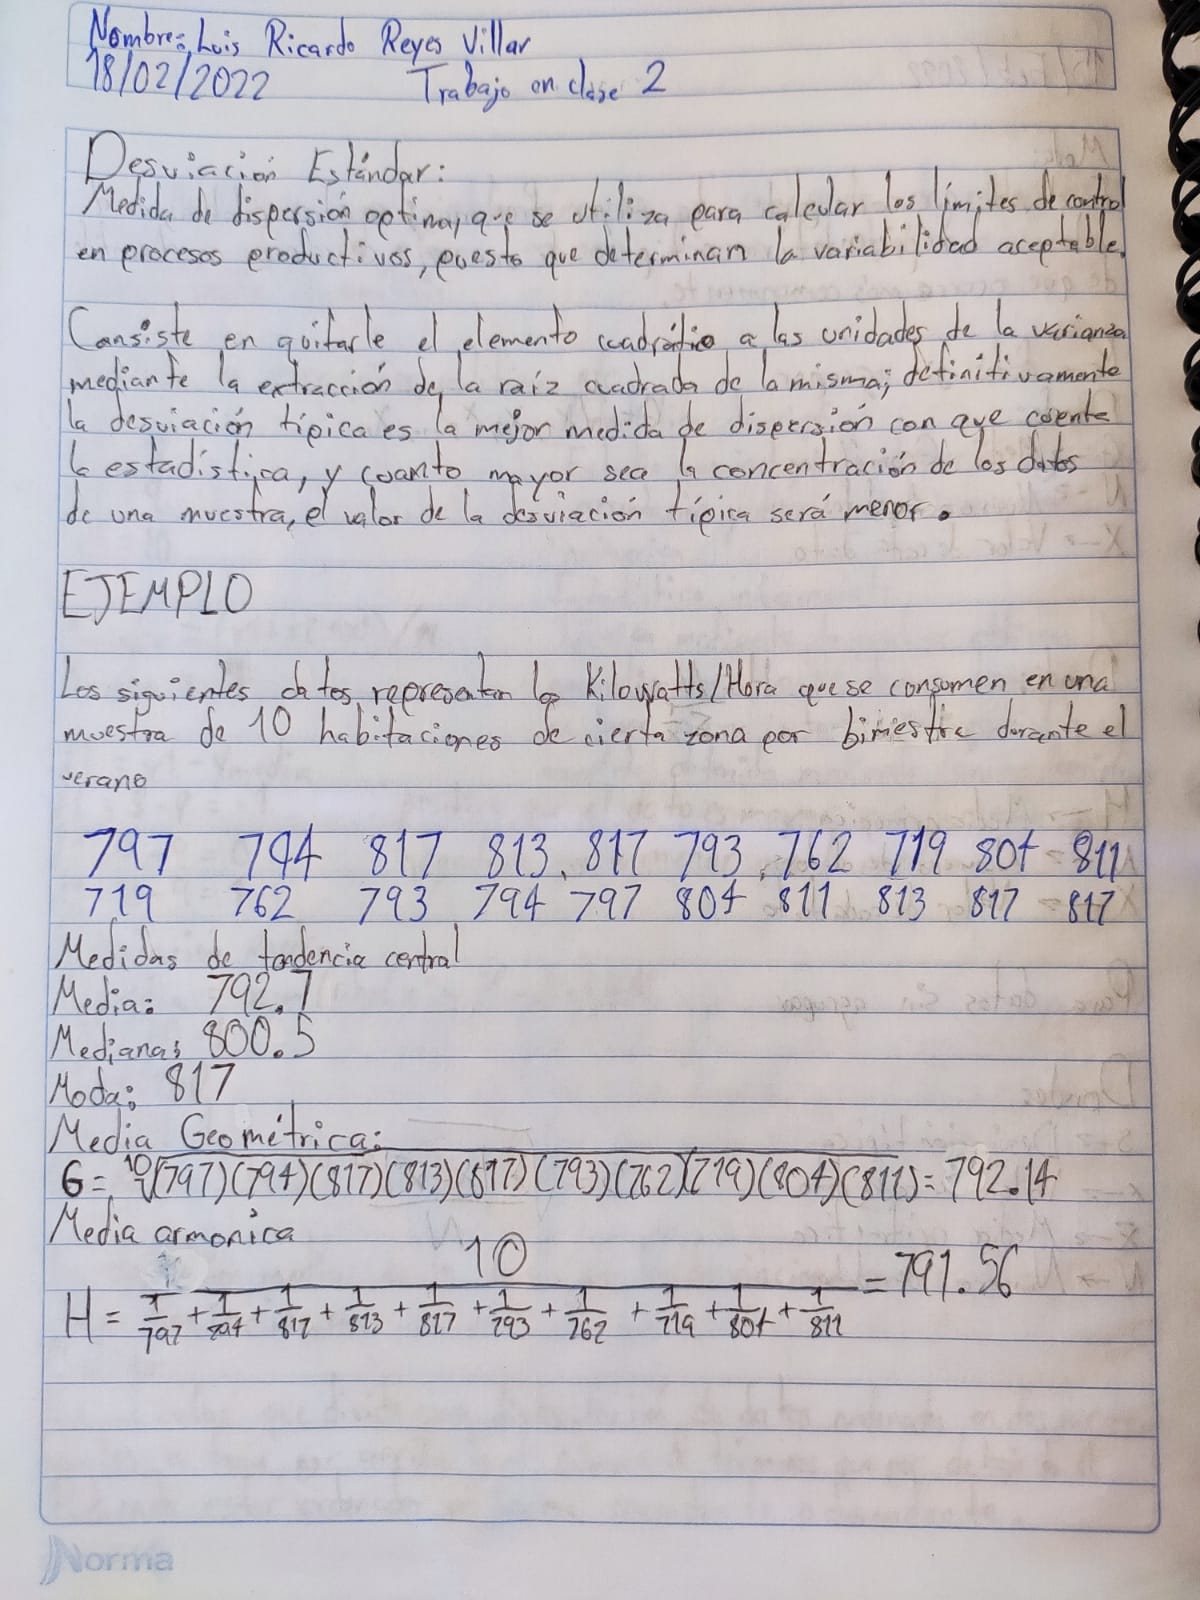 Nombre: Luis Ricardo Reyes Villar
18/02/2022 Trabajo en clase 2
Desviación Estándar:
Medida de dispersión optima, que se utiliza para calcular los límites de control
en procesos productivos, puesto que determinan la variabilidad aceptable.
Consiste en quitarle el elemento cuadrático a las unidades de la varianza
mediante la extracción de la raíz cuadrada de la misma; definitivamente
la desviación típica es la mejor medida de dispersión con que cuente
la estadística, y cuanto mayor sea la concentración de los datos
de una muestra, el valor de la desviación típica será menor.
EJEMPLO
Los siguientes datos representan los Kilowatts/Hora que se consumen en una
muestra de 10 habitaciones de cierta zona por bimestre durante el
verano
797 794 817 813, 817 793, 762 719 804 811
719 762 793 794 797 804 811 813 817 817
Medidas de tendencia central
Media: 792.7
Mediana: 800.5
Moda: 817
Media Geométrica:
G= 10√(797)(794)(817)(813)(817)(793)(762)(719)(804)(811) = 792.14
Media armonica
10
H = 1/797 + 1/794 + 1/817 + 1/813 + 1/817 + 1/793 + 1/762 + 1/719 + 1/804 + 1/811 = 791.56
Norma